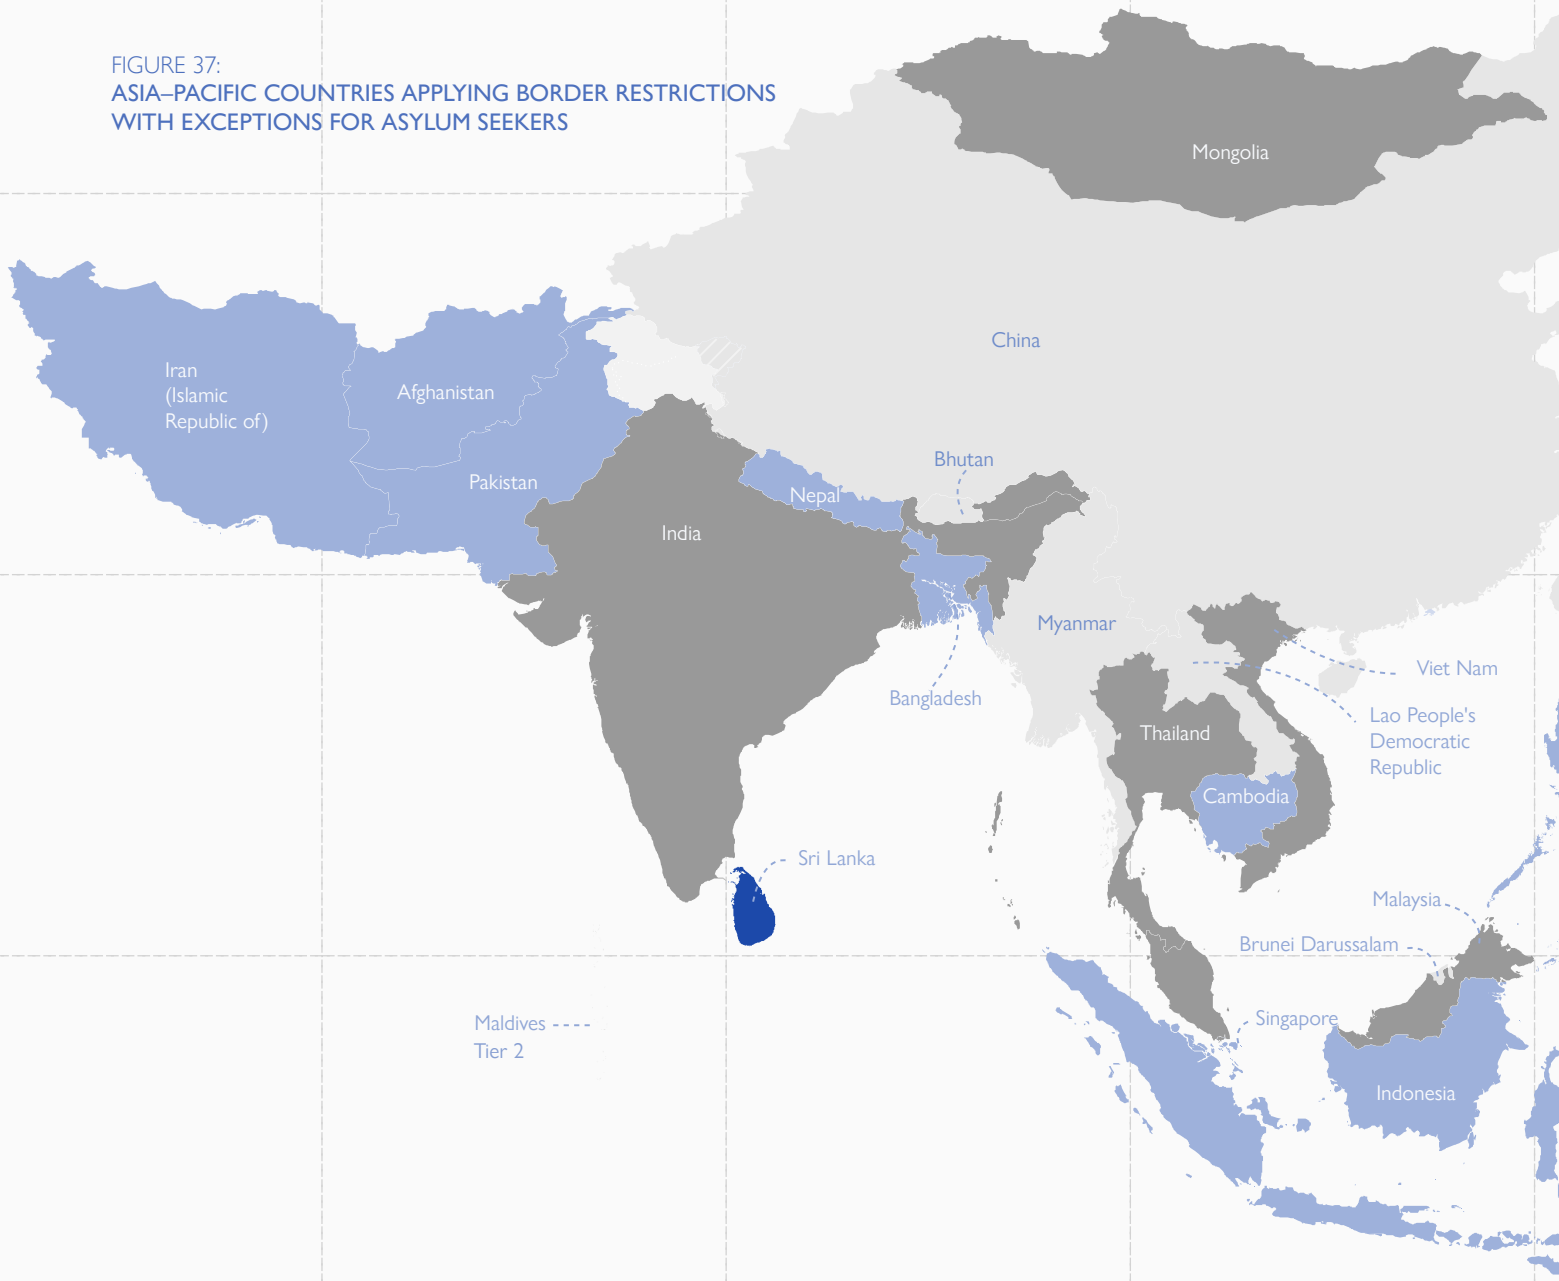 FIGURE 37:
ASIA–PACIFIC COUNTRIES APPLYING BORDER RESTRICTIONS
WITH EXCEPTIONS FOR ASYLUM SEEKERS
Mongolia
China
Iran
(Islamic
Republic of)
Afghanistan
Pakistan
Bhutan
Nepal
India
Myanmar
Bangladesh
Viet Nam
Lao People's
Democratic
Republic
Thailand
Cambodia
Sri Lanka
Malaysia
Brunei Darussalam
Singapore
Maldives
Tier 2
Indonesia